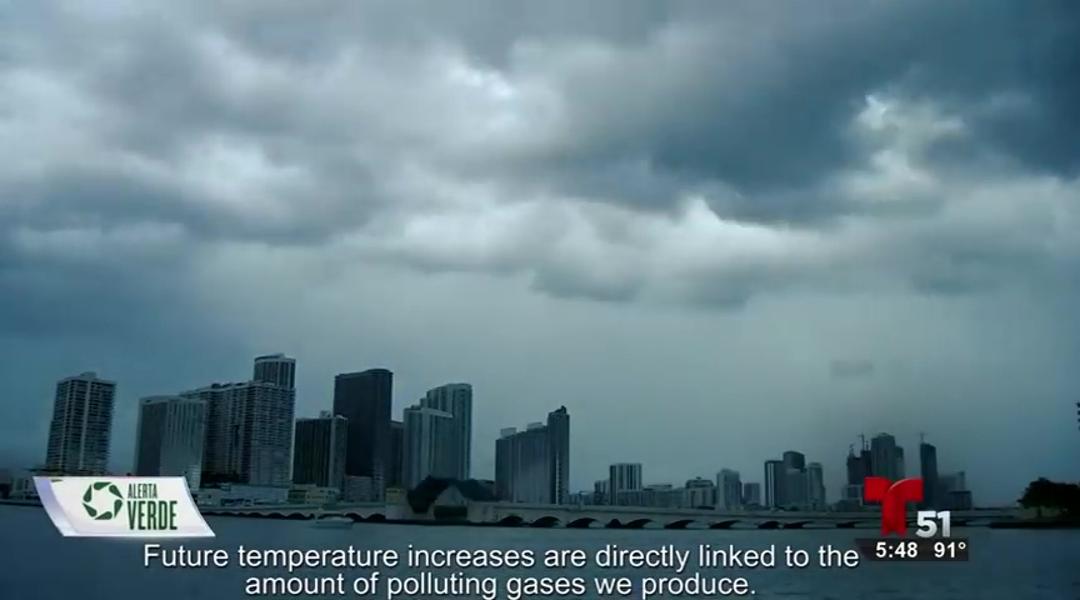 ALERTA
VERDE
51
5:48 91°
Future temperature increases are directly linked to the
amount of polluting gases we produce.